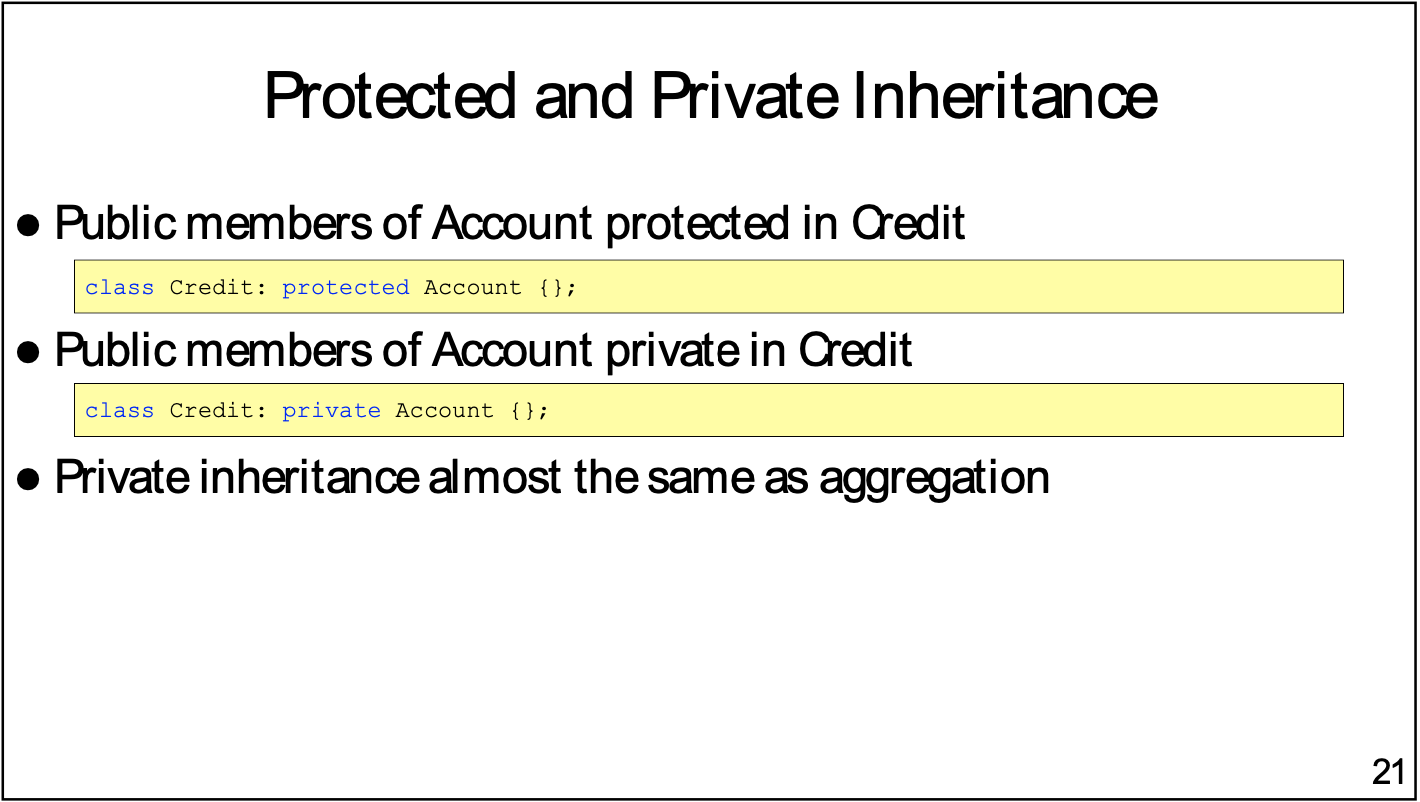 Protected and Private Inheritance
● Public members of Account protected in Credit
class Credit: protected Account {};
● Public members of Account private in Credit
class Credit: private Account {};
● Private inheritance almost the same as aggregation
21